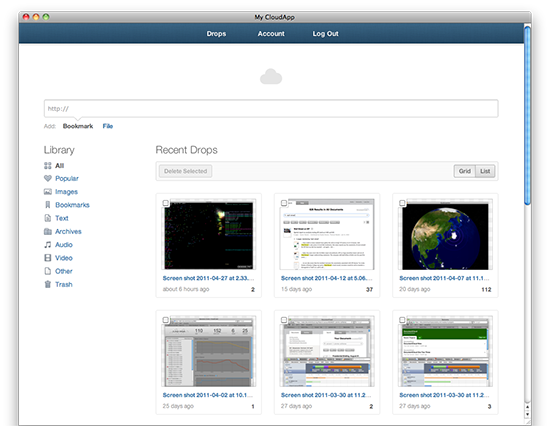 My CloudApp
Drops Account Log Out
http://
Add: Bookmark File
Library
All
Popular
Images
Bookmarks
Text
Archives
Audio
Video
Other
Trash
Recent Drops
Delete Selected
Grid List
Screen shot 2011-04-27 at 2.33....
about 6 hours ago 2
Screen shot 2011-04-12 at 5.06....
15 days ago 37
Screen shot 2011-04-07 at 11.1...
20 days ago 112
Screen shot 2011-04-02 at 10.1...
25 days ago 1
Screen shot 2011-03-30 at 11.2...
27 days ago 2
Screen shot 2011-03-30 at 11.2...
27 days ago 3